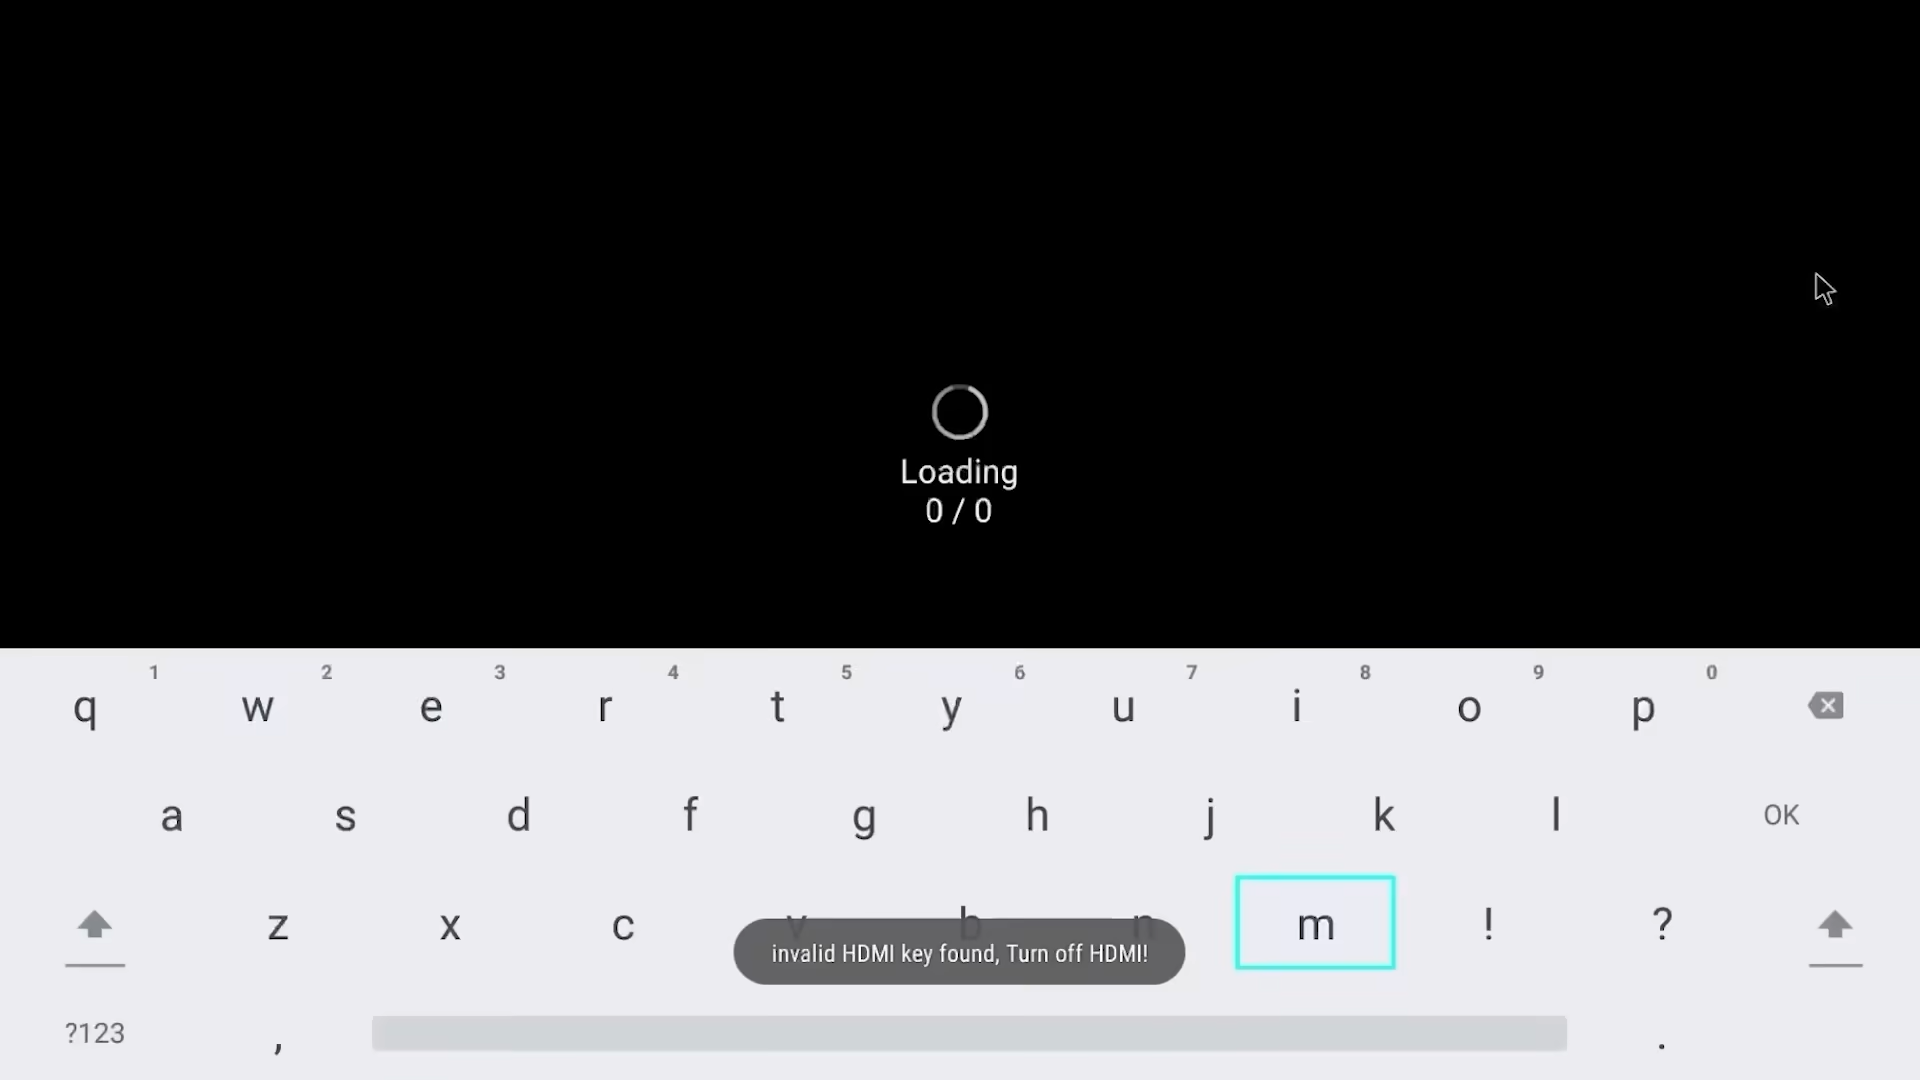 Loading
0 / 0
1 2 3 4 5 6 7 8 9 0
q w e r t y u i o p
a s d f g h j k l OK
z x c v b n m ! ?
invalid HDMI key found, Turn off HDMI!
?123 , .